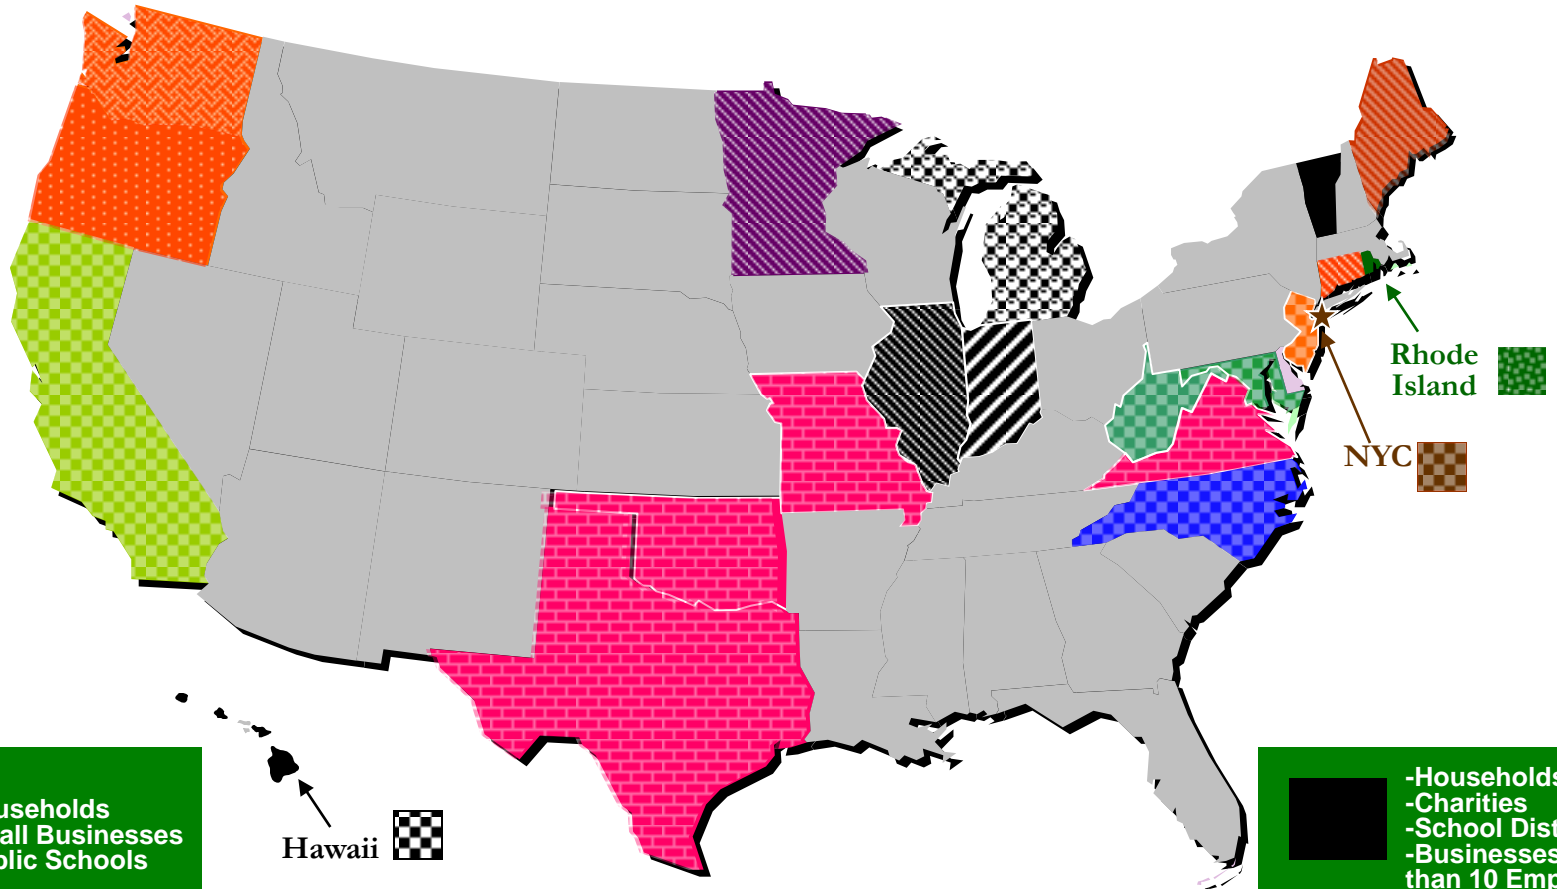 Rhode
Island
NYC
Hawaii
useholds
all Businesses
blic Schools
-Households
-Charities
-School Dist
-Businesses
than 10 Emp